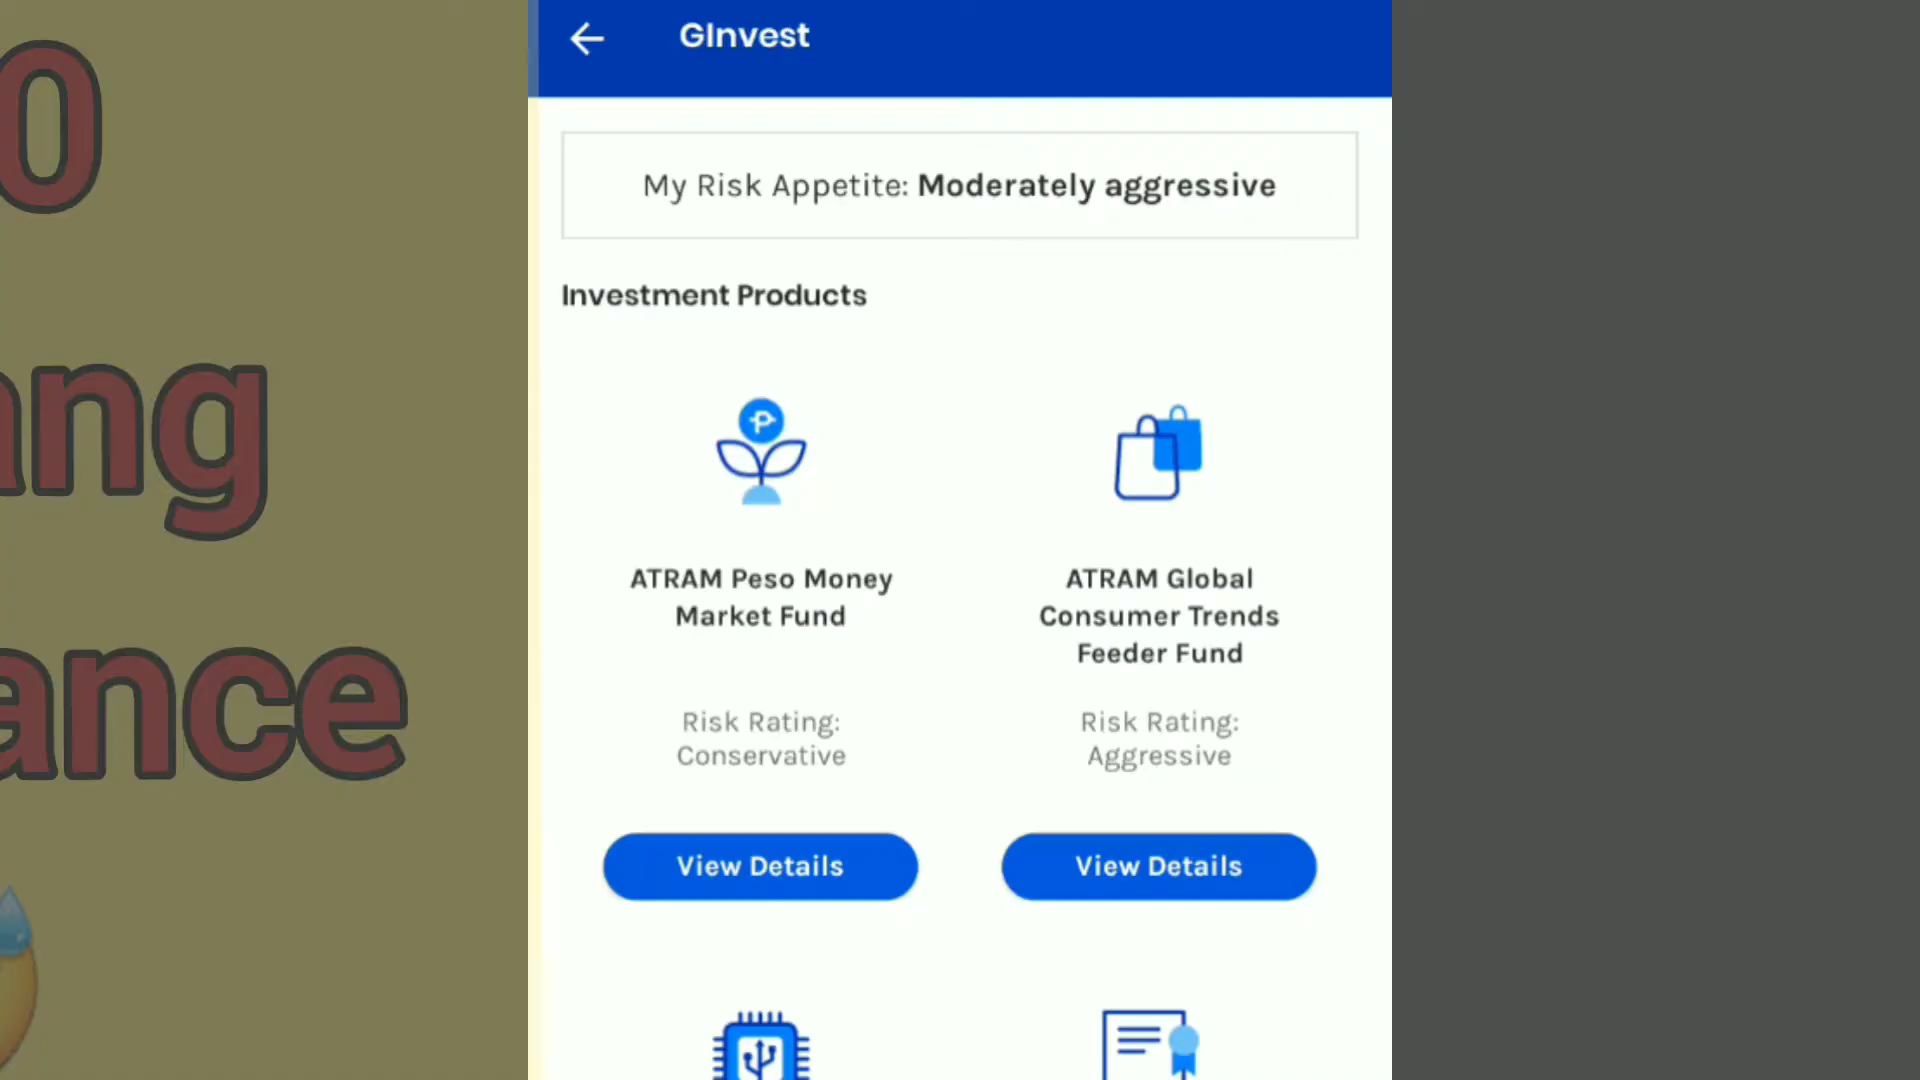 GInvest
My Risk Appetite: Moderately aggressive
Investment Products
ATRAM Peso Money
Market Fund
Risk Rating:
Conservative
View Details
ATRAM Global
Consumer Trends
Feeder Fund
Risk Rating:
Aggressive
View Details